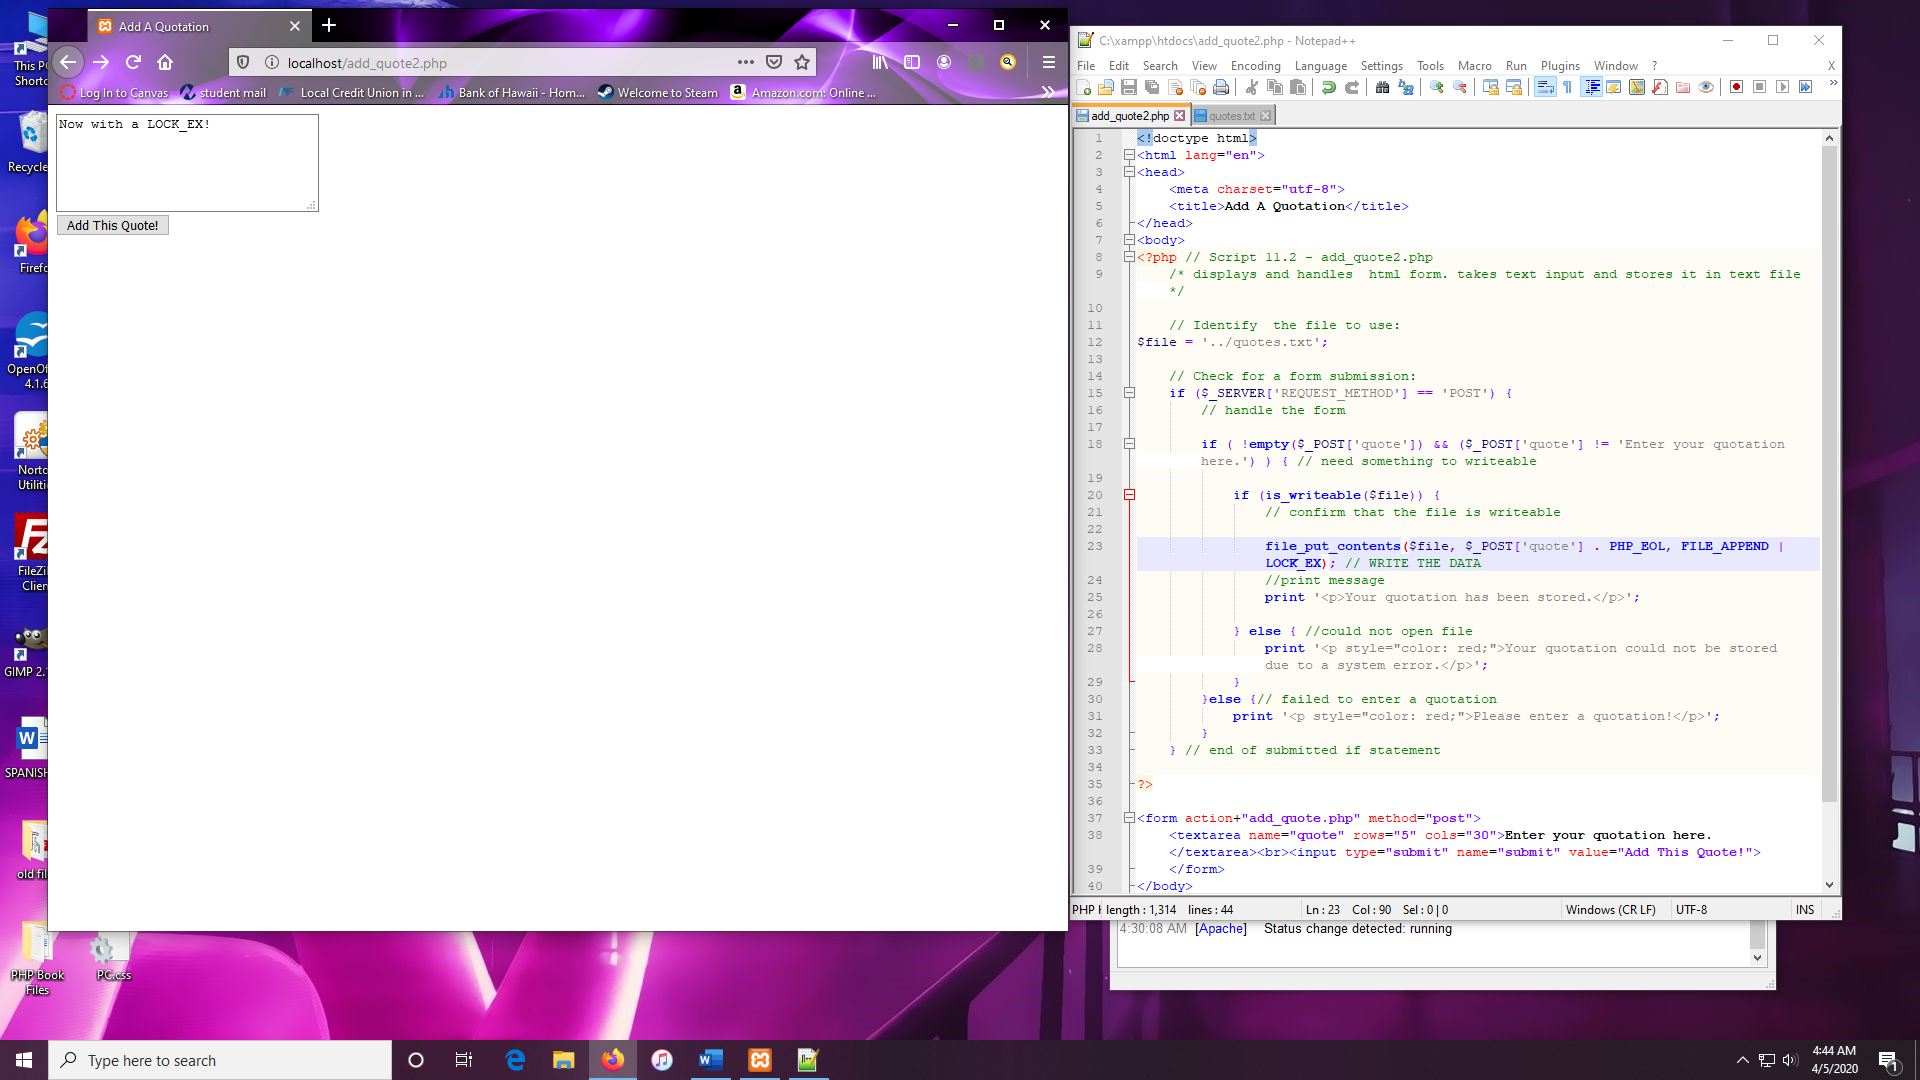 This P
Shortc
Recycle
Firefo
OpenOf
4.1.6
Norto
Utiliti
FileZil
Clien
GIMP 2.
SPANISH
old fil
PHP Book
Files
PC.css
Add A Quotation
localhost/add_quote2.php
Log In to Canvas
student mail
Local Credit Union in ...
Bank of Hawaii - Hom...
Welcome to Steam
Amazon.com: Online ...
Now with a LOCK_EX!
Add This Quote!
C:\xampp\htdocs\add_quote2.php - Notepad++
File Edit Search View Encoding Language Settings Tools Macro Run Plugins Window ? X
add_quote2.php quotes.txt
1 <!doctype html>
2 <html lang="en">
3 <head>
4 <meta charset="utf-8">
5 <title>Add A Quotation</title>
6 </head>
7 <body>
8 <?php // Script 11.2 - add_quote2.php
9 /* displays and handles  html form. takes text input and stores it in text file
*/
10
11 // Identify  the file to use:
12 $file = '../quotes.txt';
13
14 // Check for a form submission:
15 if ($_SERVER['REQUEST_METHOD'] == 'POST') {
16 // handle the form
17
18 if ( !empty($_POST['quote']) && ($_POST['quote'] != 'Enter your quotation
here.') ) { // need something to writeable
19
20 if (is_writeable($file)) {
21 // confirm that the file is writeable
22
23 file_put_contents($file, $_POST['quote'] . PHP_EOL, FILE_APPEND |
LOCK_EX); // WRITE THE DATA
24 //print message
25 print '<p>Your quotation has been stored.</p>';
26
27 } else { //could not open file
28 print '<p style="color: red;">Your quotation could not be stored
due to a system error.</p>';
29 }
30 }else {// failed to enter a quotation
31 print '<p style="color: red;">Please enter a quotation!</p>';
32 }
33 } // end of submitted if statement
34
35 ?>
36
37 <form action+"add_quote.php" method="post">
38 <textarea name="quote" rows="5" cols="30">Enter your quotation here.
</textarea><br><input type="submit" name="submit" value="Add This Quote!">
39 </form>
40 </body>
PHP H length : 1,314 lines : 44 Ln : 23 Col : 90 Sel : 0 | 0 Windows (CR LF) UTF-8 INS
4:30:08 AM [Apache] Status change detected: running
Type here to search
4:44 AM
4/5/2020
1